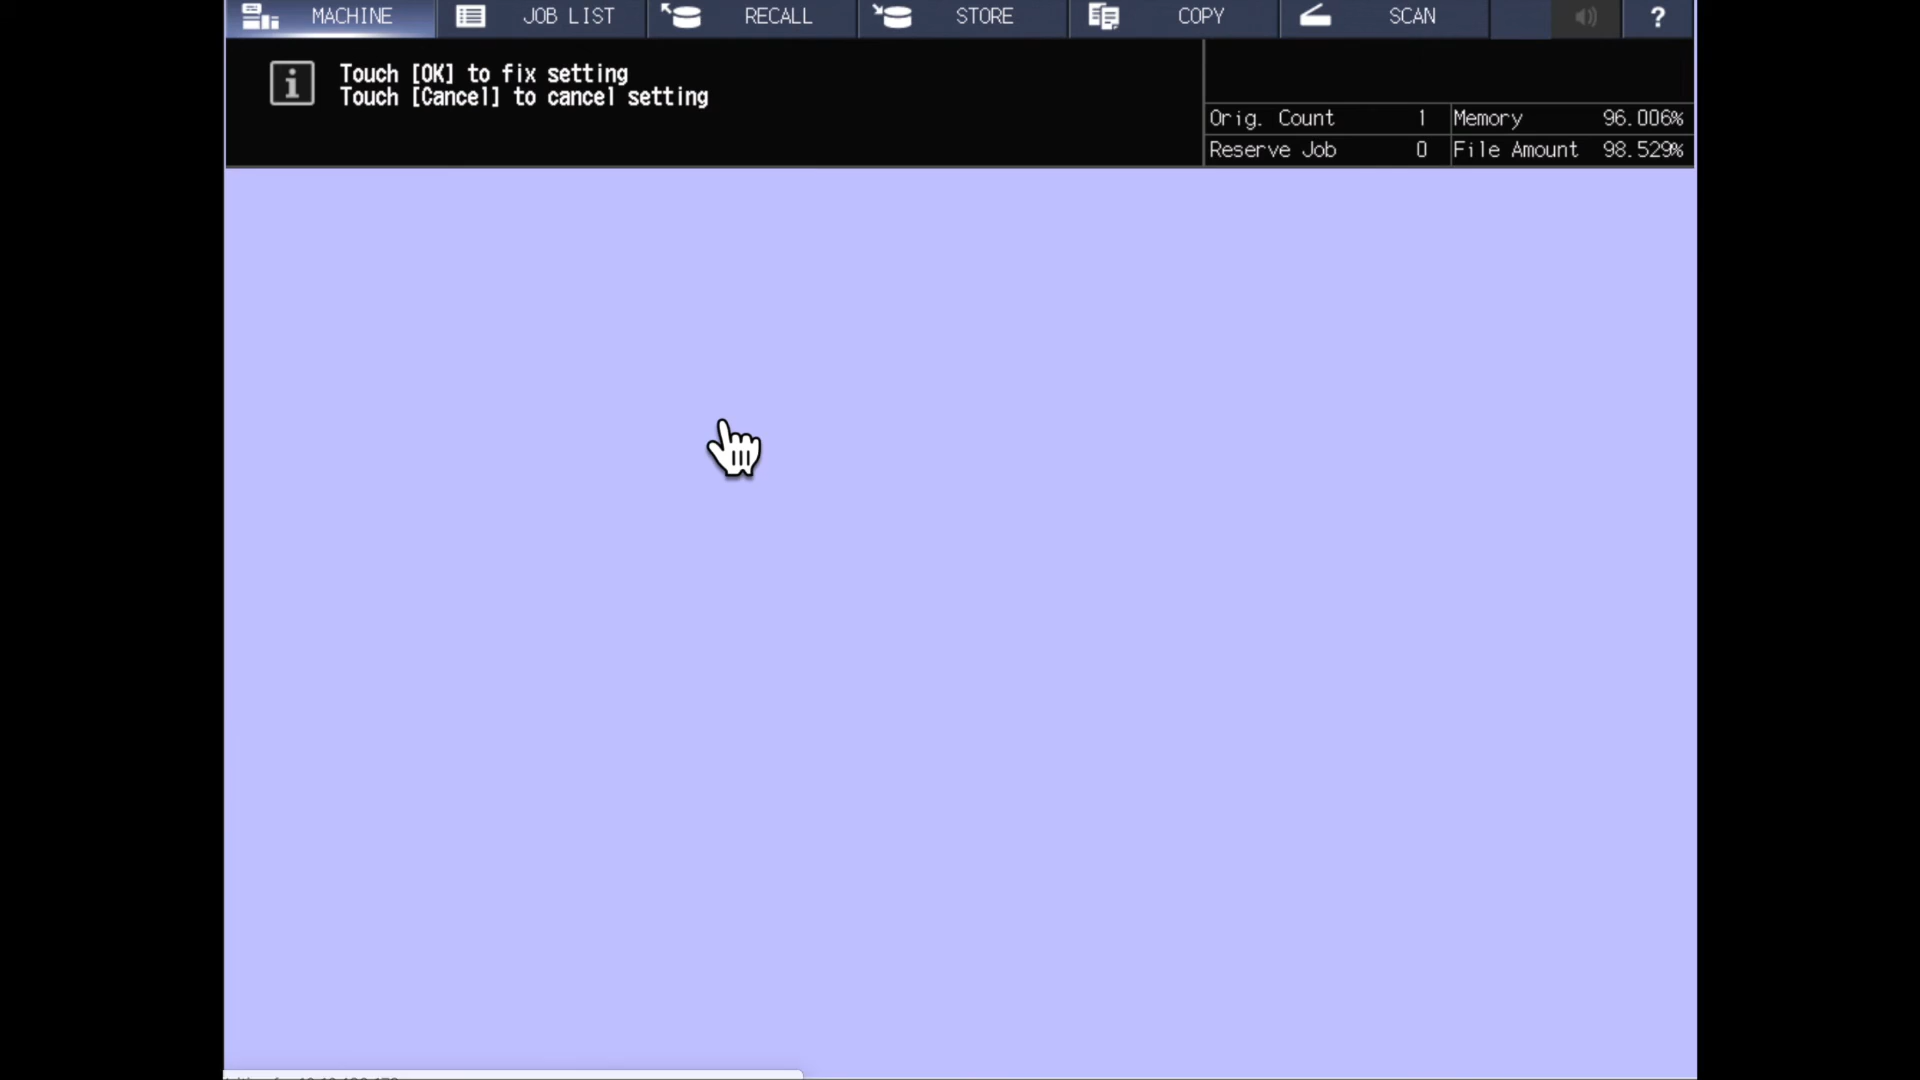 MACHINE JOB LIST RECALL STORE COPY SCAN ?
Touch [OK] to fix setting
Touch [Cancel] to cancel setting
Orig. Count 1 Memory 96.006%
Reserve Job 0 File Amount 98.529%